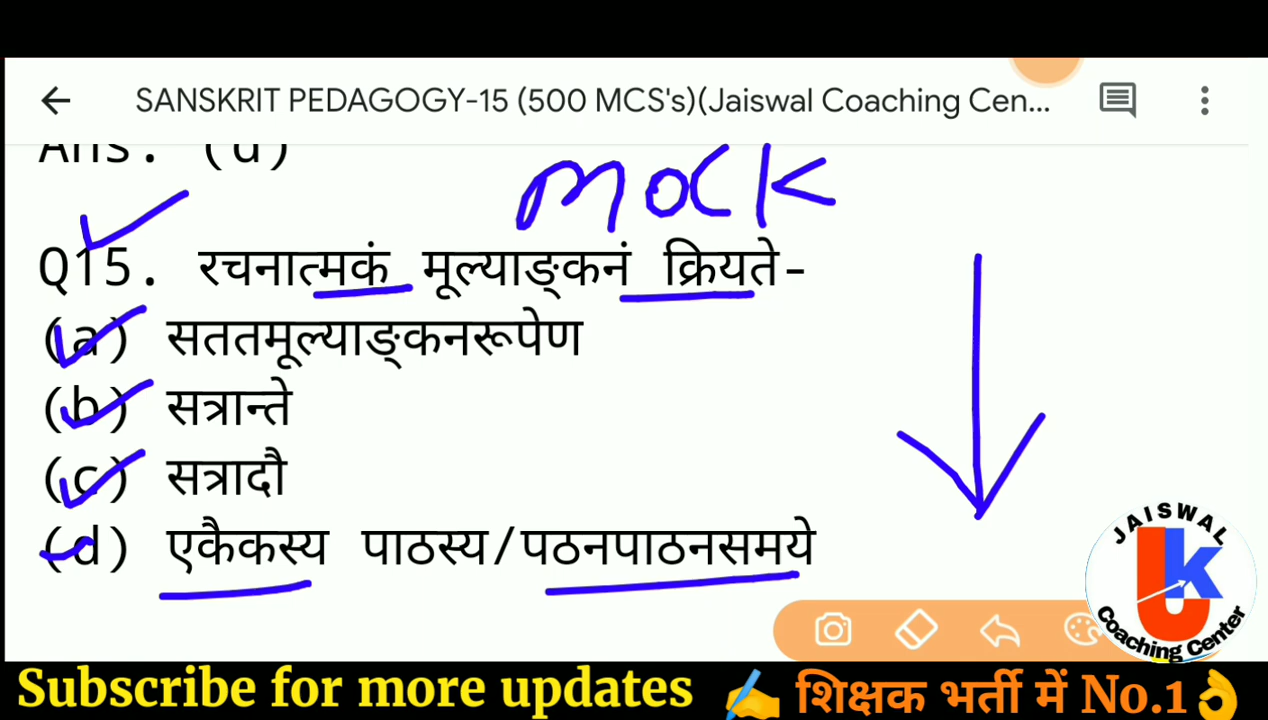 SANSKRIT PEDAGOGY-15 (500 MCS's)(Jaiswal Coaching Cen...
Ans. (d)
mock
Q15. रचनात्मकं मूल्याङ्कनं क्रियते-
(a) सततमूल्याङ्कनरूपेण
(b) सत्रान्ते
(c) सत्रादौ
(d) एकैकस्य पाठस्य/पठनपाठनसमये
JAISWAL
JK
Coaching Center
Subscribe for more updates ✍️ शिक्षक भर्ती में No.1👌